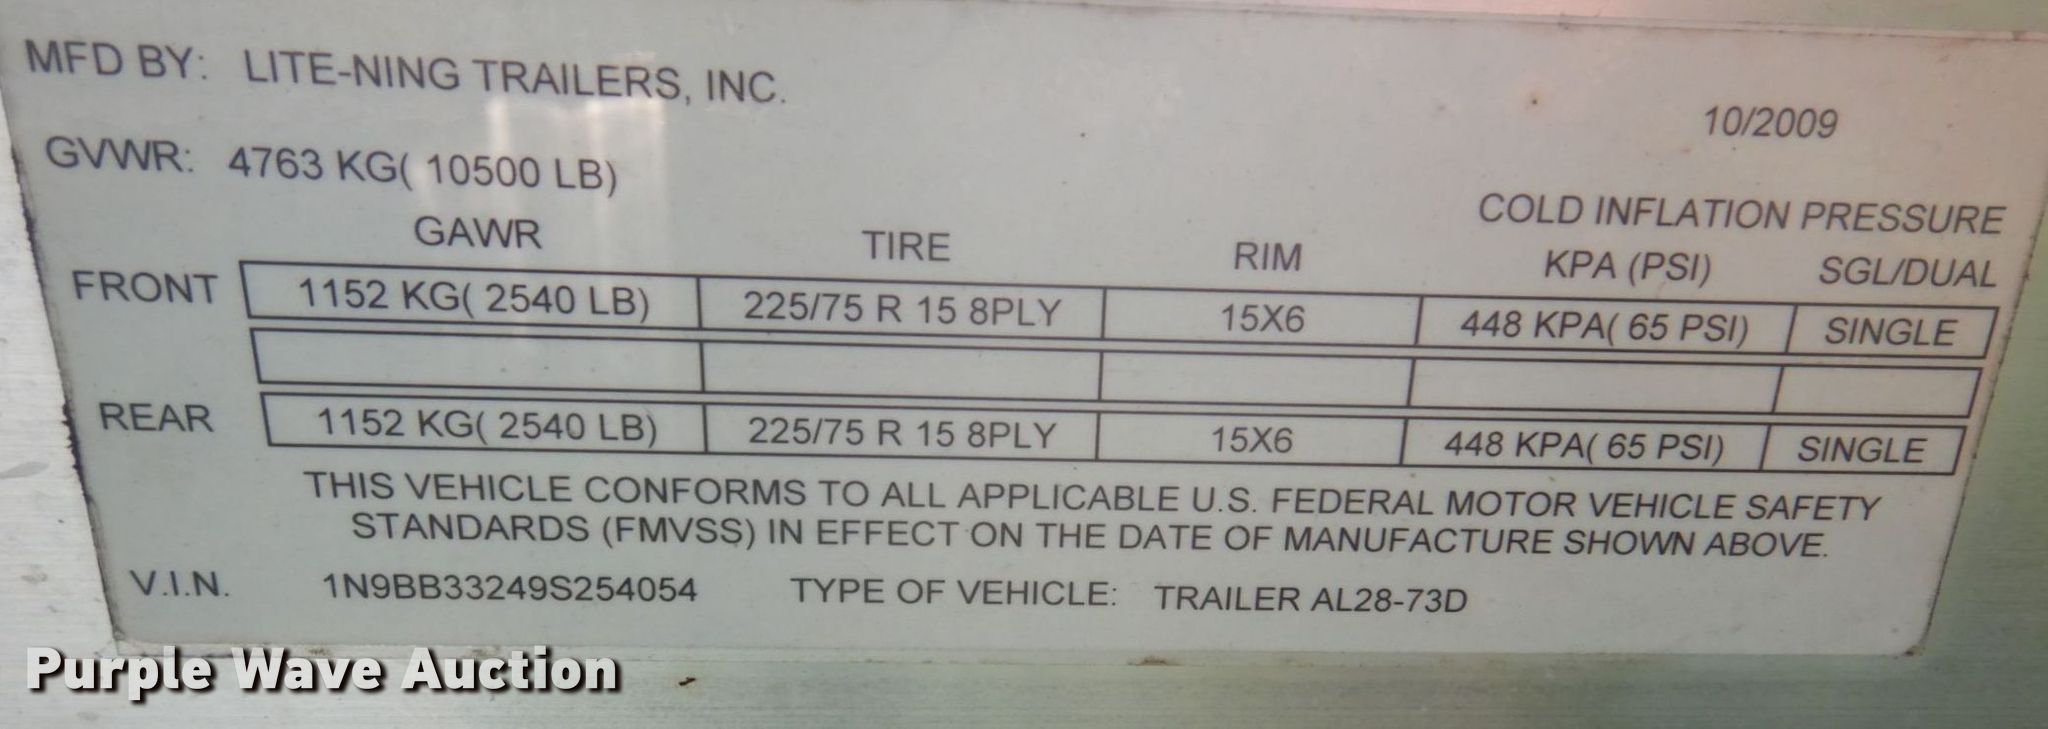 MFD BY: LITE-NING TRAILERS, INC.
10/2009
GVWR: 4763 KG( 10500 LB)
COLD INFLATION PRESSURE
GAWR TIRE RIM KPA (PSI) SGL/DUAL
FRONT 1152 KG( 2540 LB) 225/75 R 15 8PLY 15X6 448 KPA( 65 PSI) SINGLE
REAR 1152 KG( 2540 LB) 225/75 R 15 8PLY 15X6 448 KPA( 65 PSI) SINGLE
THIS VEHICLE CONFORMS TO ALL APPLICABLE U.S. FEDERAL MOTOR VEHICLE SAFETY
STANDARDS (FMVSS) IN EFFECT ON THE DATE OF MANUFACTURE SHOWN ABOVE.
V.I.N. 1N9BB33249S254054 TYPE OF VEHICLE: TRAILER AL28-73D
Purple Wave Auction